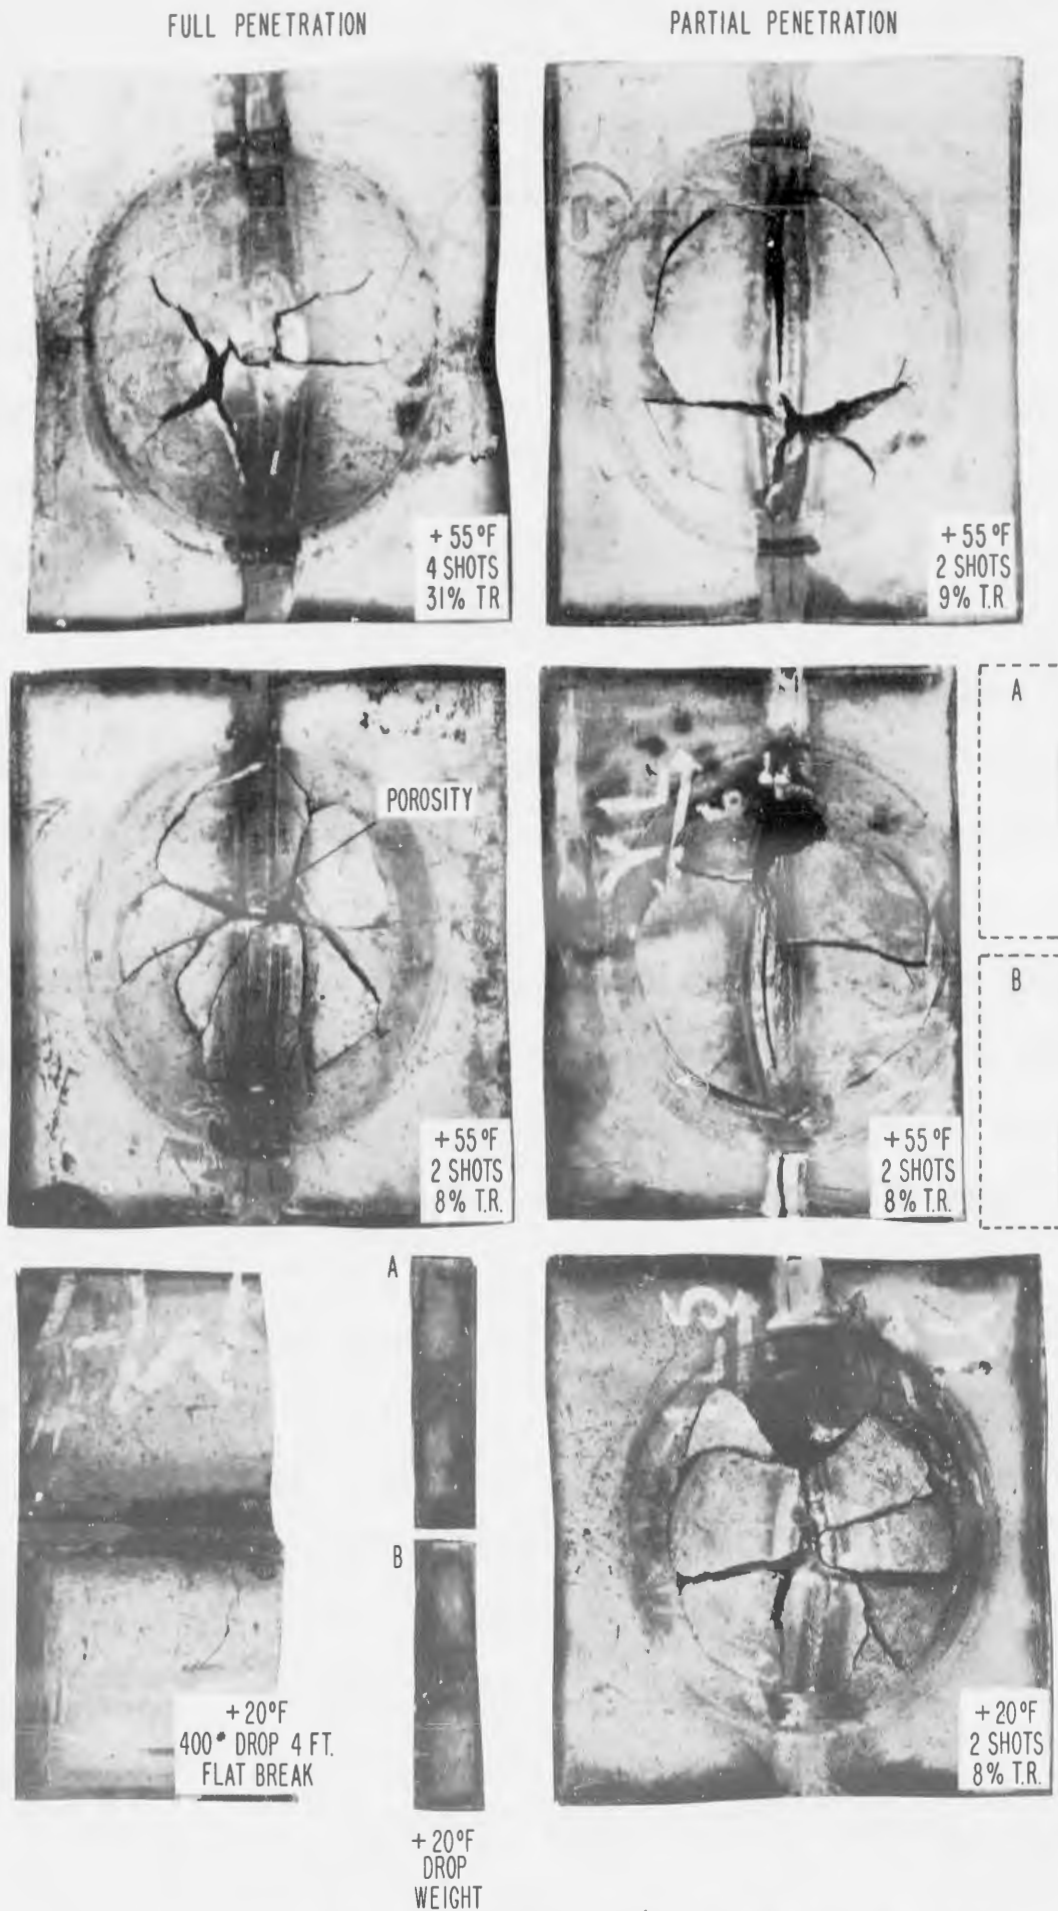 FULL PENETRATION
PARTIAL PENETRATION
+55°F
4 SHOTS
31% TR
+55°F
2 SHOTS
9% T.R
POROSITY
+55°F
2 SHOTS
8% T.R.
+55°F
2 SHOTS
8% T.R.
A
B
+20°F
400# DROP 4 FT.
FLAT BREAK
A
B
+20°F
DROP
WEIGHT
+20°F
2 SHOTS
8% T.R.